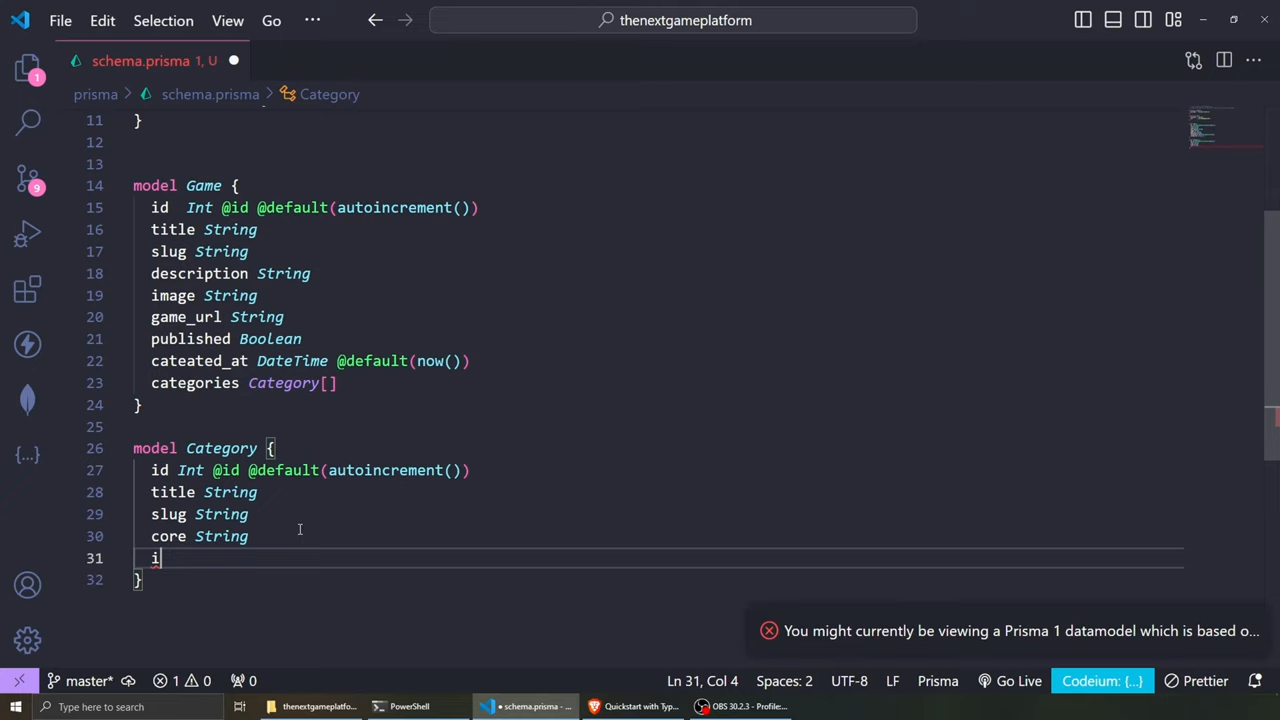 File Edit Selection View Go ··· thenextgameplatform
schema.prisma 1, U
prisma > schema.prisma > Category
11 }
12
13
14 model Game {
15 id  Int @id @default(autoincrement())
16 title String
17 slug String
18 description String
19 image String
20 game_url String
21 published Boolean
22 cateated_at DateTime @default(now())
23 categories Category[]
24 }
25
26 model Category {
27 id Int @id @default(autoincrement())
28 title String
29 slug String
30 core String
31 i
32 }
1
9
You might currently be viewing a Prisma 1 datamodel which is based o...
master* 1 0 0 Ln 31, Col 4 Spaces: 2 UTF-8 LF Prisma Go Live Codeium: {...} Prettier
Type here to search thenextgameplatfo... PowerShell • schema.prisma - ... Quickstart with Typ... OBS 30.2.3 - Profile:...